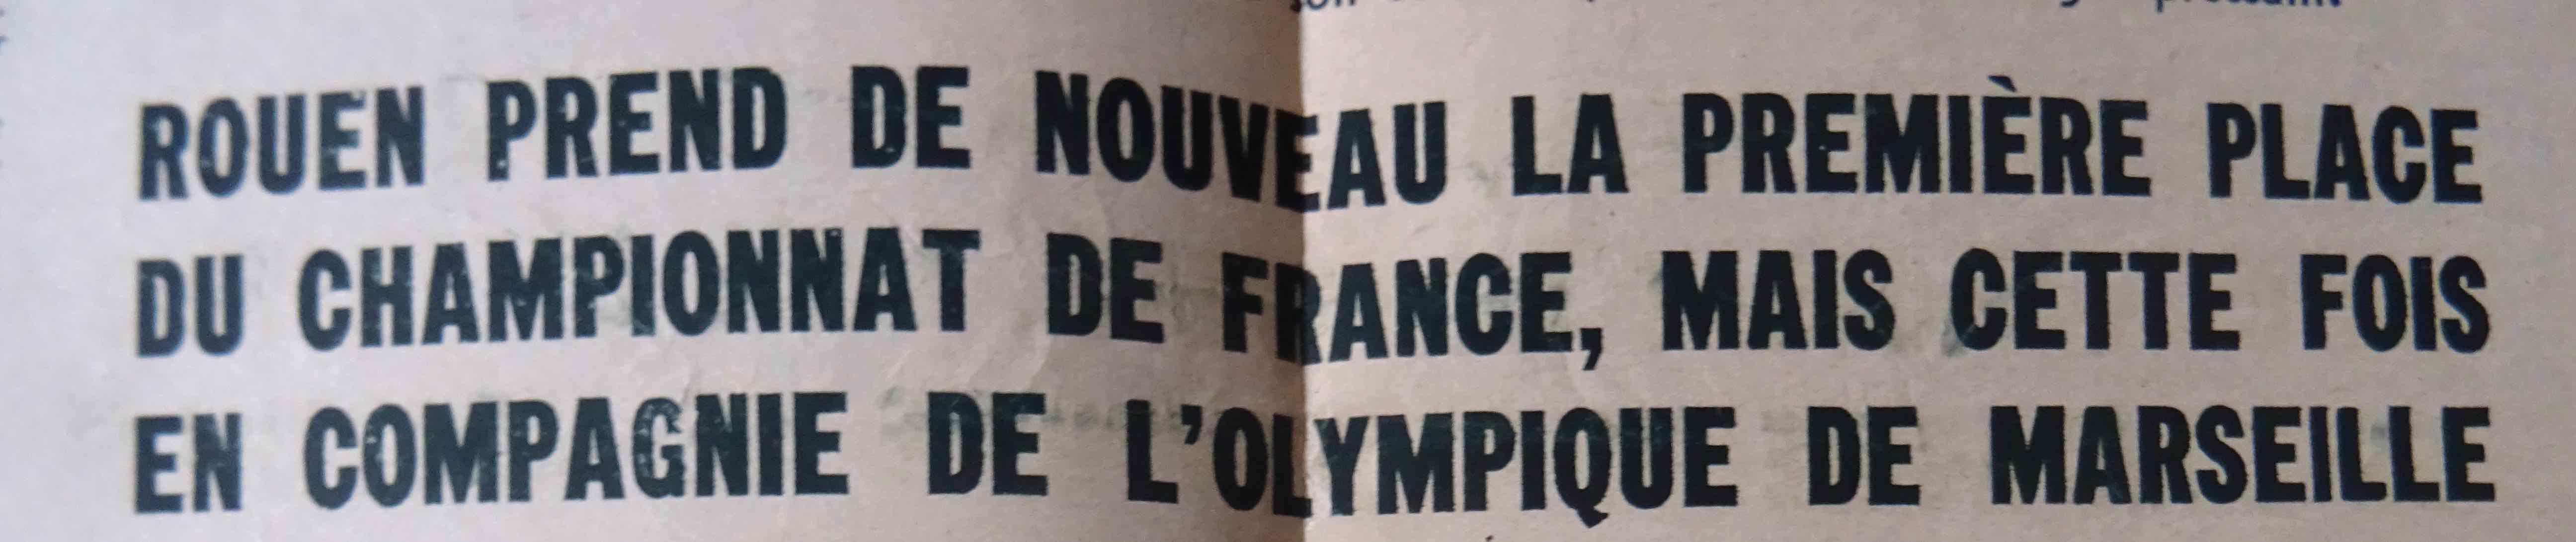 ROUEN PREND DE NOUVEAU LA PREMIÈRE PLACE
DU CHAMPIONNAT DE FRANCE, MAIS CETTE FOIS
EN COMPAGNIE DE L'OLYMPIQUE DE MARSEILLE